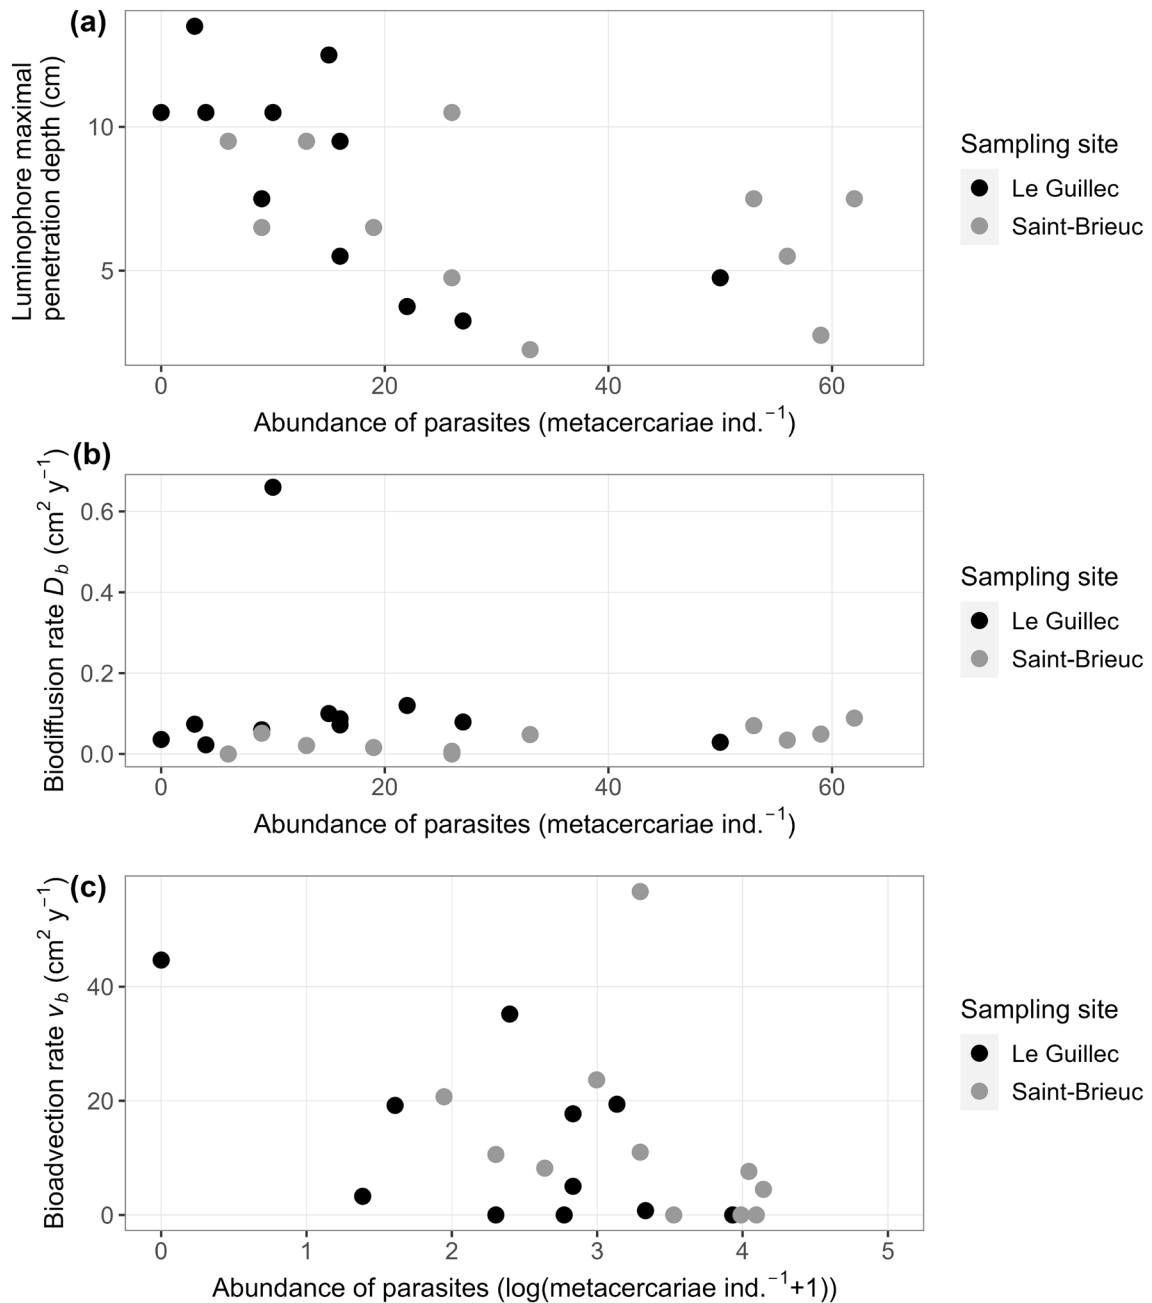 (a)
Luminophore maximal
penetration depth (cm)
10
5
0 20 40 60
Abundance of parasites (metacercariae ind.⁻¹)
Sampling site
Le Guillec
Saint-Brieuc
(b)
Biodiffusion rate D_b (cm² y⁻¹)
0.6
0.4
0.2
0.0
0 20 40 60
Abundance of parasites (metacercariae ind.⁻¹)
Sampling site
Le Guillec
Saint-Brieuc
(c)
Bioadvection rate v_b (cm² y⁻¹)
40
20
0
0 1 2 3 4 5
Abundance of parasites (log(metacercariae ind.⁻¹+1))
Sampling site
Le Guillec
Saint-Brieuc